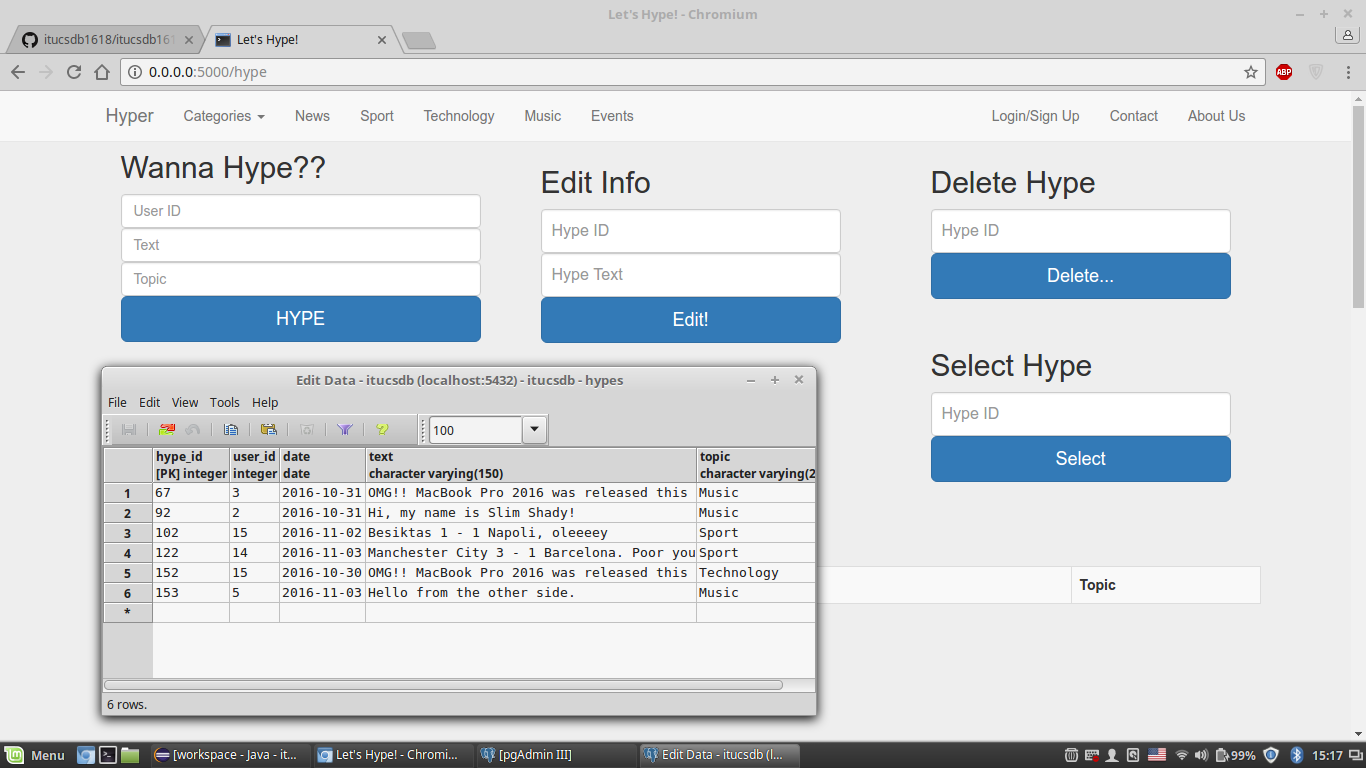 Let's Hype! - Chromium
itucsdb1618/itucsdb161
Let's Hype!
0.0.0.0:5000/hype
ABP
Hyper Categories News Sport Technology Music Events Login/Sign Up Contact About Us
Wanna Hype??
User ID
Text
Topic
HYPE
Edit Info
Hype ID
Hype Text
Edit!
Delete Hype
Hype ID
Delete...
Select Hype
Hype ID
Select
Topic
Edit Data - itucsdb (localhost:5432) - itucsdb - hypes
File Edit View Tools Help
100
hype_id user_id date text topic
[PK] integer integer date character varying(150) character varying(2
1 67 3 2016-10-31 OMG!! MacBook Pro 2016 was released this Music
2 92 2 2016-10-31 Hi, my name is Slim Shady! Music
3 102 15 2016-11-02 Besiktas 1 - 1 Napoli, oleeeey Sport
4 122 14 2016-11-03 Manchester City 3 - 1 Barcelona. Poor you Sport
5 152 15 2016-10-30 OMG!! MacBook Pro 2016 was released this Technology
6 153 5 2016-11-03 Hello from the other side. Music
*
6 rows.
Menu [workspace - Java - it... Let's Hype! - Chromi... [pgAdmin III] Edit Data - itucsdb (l... 99% 15:17